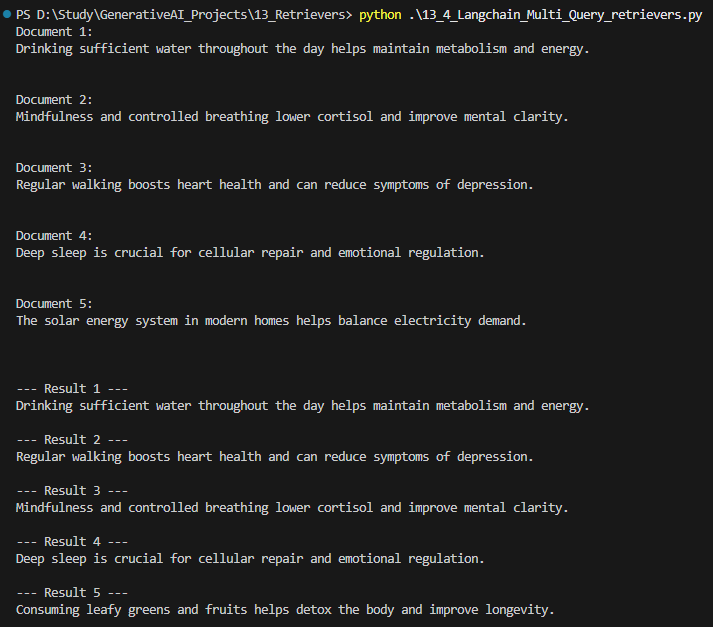 PS D:\Study\GenerativeAI_Projects\13_Retrievers> python .\13_4_Langchain_Multi_Query_retrievers.py
Document 1:
Drinking sufficient water throughout the day helps maintain metabolism and energy.
Document 2:
Mindfulness and controlled breathing lower cortisol and improve mental clarity.
Document 3:
Regular walking boosts heart health and can reduce symptoms of depression.
Document 4:
Deep sleep is crucial for cellular repair and emotional regulation.
Document 5:
The solar energy system in modern homes helps balance electricity demand.
--- Result 1 ---
Drinking sufficient water throughout the day helps maintain metabolism and energy.
--- Result 2 ---
Regular walking boosts heart health and can reduce symptoms of depression.
--- Result 3 ---
Mindfulness and controlled breathing lower cortisol and improve mental clarity.
--- Result 4 ---
Deep sleep is crucial for cellular repair and emotional regulation.
--- Result 5 ---
Consuming leafy greens and fruits helps detox the body and improve longevity.